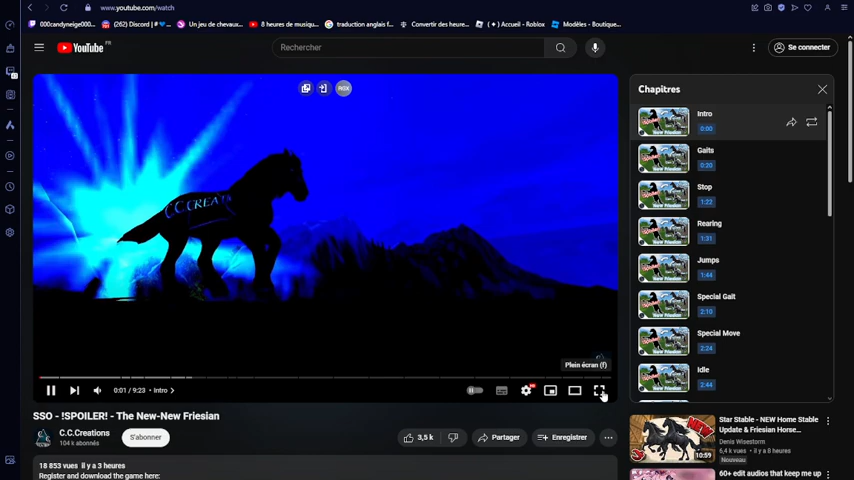 www.youtube.com/watch
000candyneige000...
(262) Discord |
Un jeu de chevaux...
8 heures de musiqu...
traduction anglais f...
Convertir des heure...
( + ) Accueil - Roblox
Modèles - Boutique...
YouTube FR
Rechercher
Se connecter
RGX
C.C.CREAT
Plein écran (f)
0:01 / 9:23 • Intro >
HD
Chapitres
Intro
0:00
Gaits
0:20
Stop
1:22
Rearing
1:31
Jumps
1:44
Special Gait
2:10
Special Move
2:24
Idle
2:44
SSO - !SPOILER! - The New-New Friesian
C.C.Creations
104 k abonnés
S'abonner
3,5 k
Partager
Enregistrer
18 853 vues il y a 3 heures
Register and download the game here:
NEW
10:59
Star Stable - NEW Home Stable
Update & Friesian Horse...
Denis Wisestorm
6,4 k vues • il y a 8 heures
Nouveau
60+ edit audios that keep me up